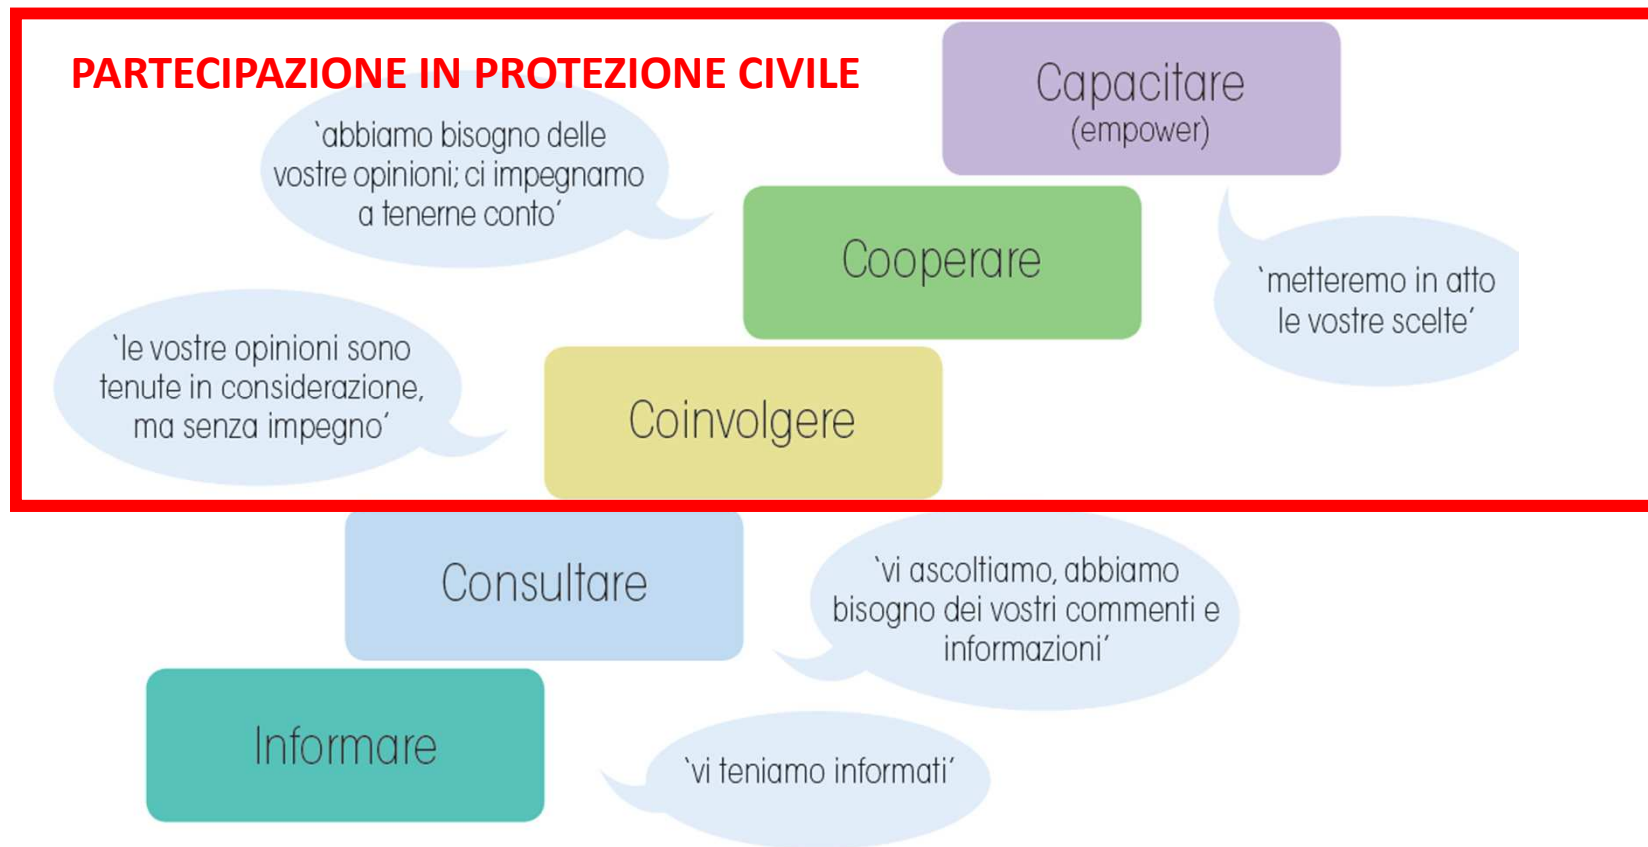 PARTECIPAZIONE IN PROTEZIONE CIVILE
Capacitare
(empower)
`abbiamo bisogno delle
vostre opinioni; ci impegnamo
a tenerne conto’
Cooperare
`metteremo in atto
le vostre scelte’
`le vostre opinioni sono
tenute in considerazione,
ma senza impegno’
Coinvolgere
Consultare
`vi ascoltiamo, abbiamo
bisogno dei vostri commenti e
informazioni’
Informare
`vi teniamo informati’